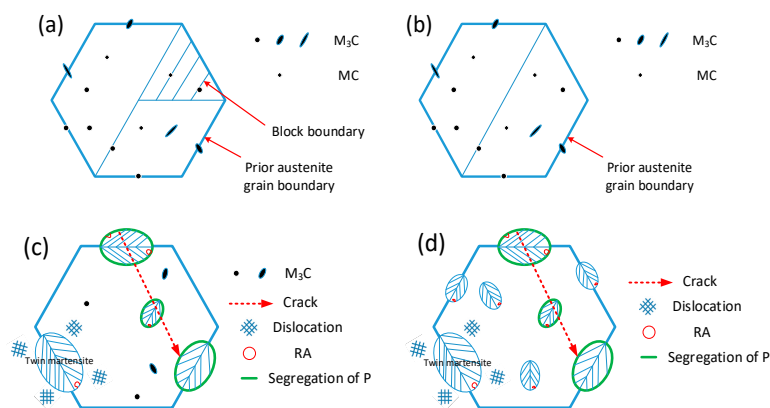 (a)
M₃C
MC
Block boundary
Prior austenite
grain boundary
(b)
M₃C
MC
Prior austenite
grain boundary
(c)
M₃C
Crack
Dislocation
RA
Segregation of P
Twin martensite
(d)
Crack
Dislocation
RA
Segregation of P
Twin martensite